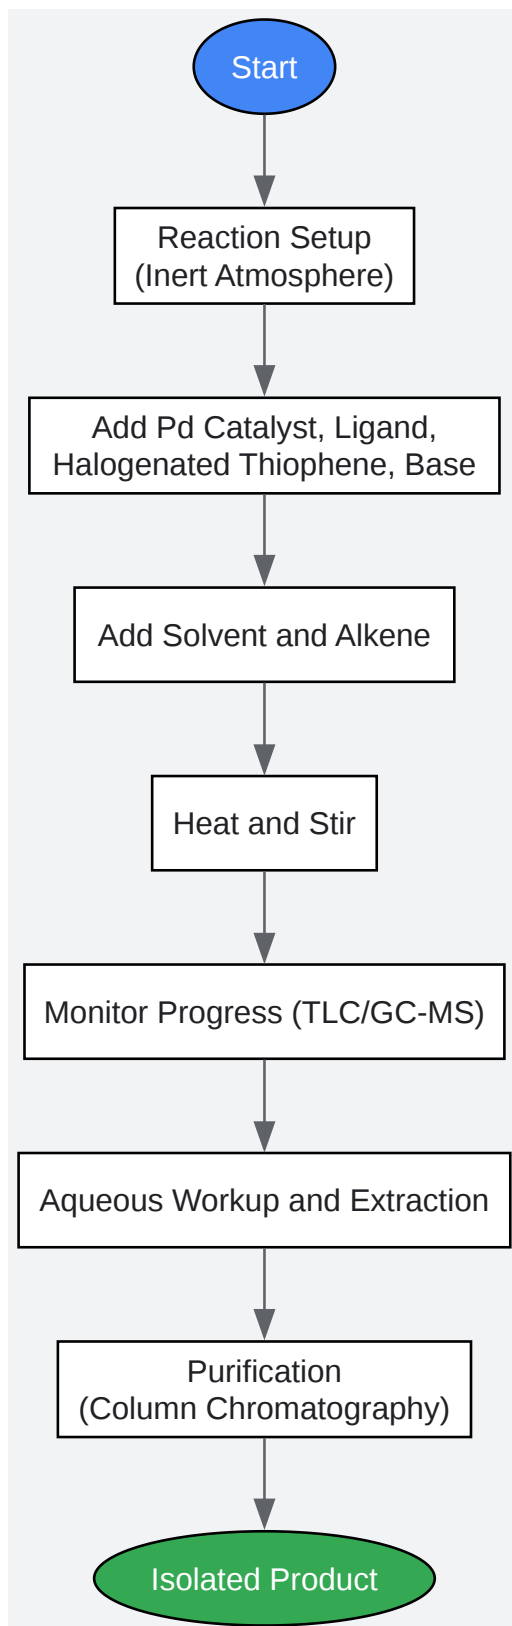 Start
Reaction Setup
(Inert Atmosphere)
Add Pd Catalyst, Ligand,
Halogenated Thiophene, Base
Add Solvent and Alkene
Heat and Stir
Monitor Progress (TLC/GC-MS)
Aqueous Workup and Extraction
Purification
(Column Chromatography)
Isolated Product